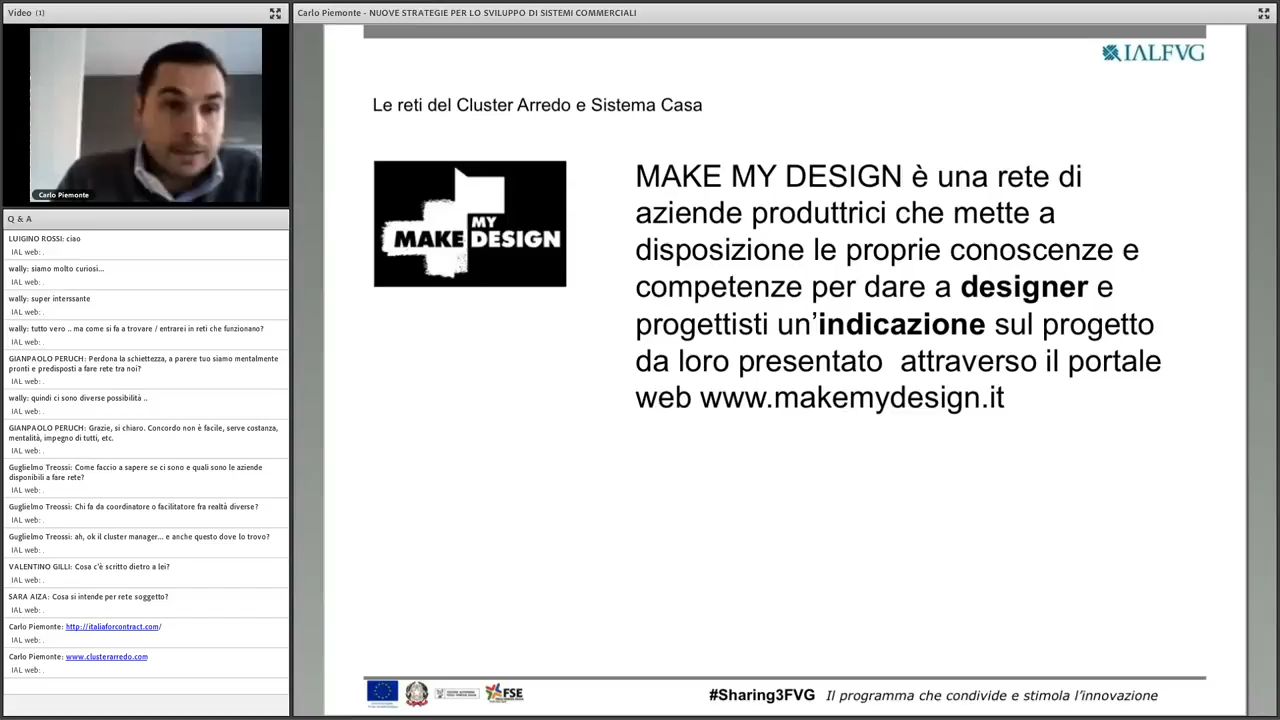 Video (1)
Carlo Piemonte - NUOVE STRATEGIE PER LO SVILUPPO DI SISTEMI COMMERCIALI
Carlo Piemonte
Q & A
LUIGINO ROSSI: ciao
IAL web: .
wally: siamo molto curiosi...
IAL web: .
wally: super interssante
IAL web: .
wally: tutto vero .. ma come si fa a trovare / entrarei in reti che funzionano?
IAL web: .
GIANPAOLO PERUCH: Perdona la schiettezza, a parere tuo siamo mentalmente
pronti e predisposti a fare rete tra noi?
IAL web: .
wally: quindi ci sono diverse possibilità ..
IAL web: .
GIANPAOLO PERUCH: Grazie, si chiaro. Concordo non è facile, serve costanza,
mentalità, impegno di tutti, etc.
IAL web: .
Guglielmo Treossi: Come faccio a sapere se ci sono e quali sono le aziende
disponibili a fare rete?
IAL web: .
Guglielmo Treossi: Chi fa da coordinatore o facilitatore fra realtà diverse?
IAL web: .
Guglielmo Treossi: ah, ok il cluster manager... e anche questo dove lo trovo?
IAL web: .
VALENTINO GILLI: Cosa c'è scritto dietro a lei?
IAL web: .
SARA AIZA: Cosa si intende per rete soggetto?
IAL web: .
Carlo Piemonte: http://italiaforcontract.com/
IAL web: .
Carlo Piemonte: www.clusterarredo.com
IAL web: .
IALFVG
Le reti del Cluster Arredo e Sistema Casa
MAKE MY DESIGN
MAKE MY DESIGN è una rete di
aziende produttrici che mette a
disposizione le proprie conoscenze e
competenze per dare a designer e
progettisti un’indicazione sul progetto
da loro presentato attraverso il portale
web www.makemydesign.it
FSE
#Sharing3FVG Il programma che condivide e stimola l’innovazione